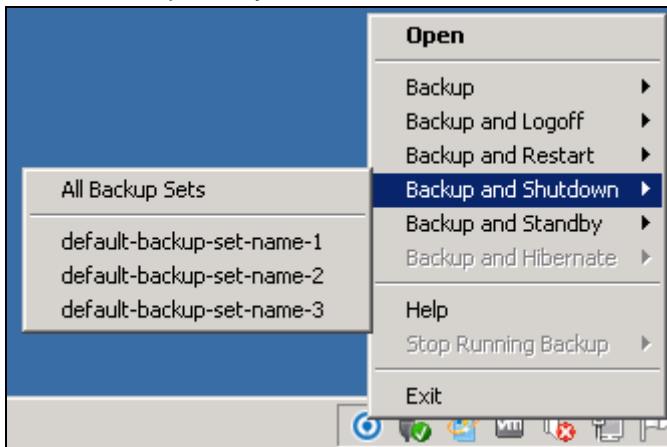 Open
Backup
Backup and Logoff
Backup and Restart
Backup and Shutdown
Backup and Standby
Backup and Hibernate
Help
Stop Running Backup
Exit
All Backup Sets
default-backup-set-name-1
default-backup-set-name-2
default-backup-set-name-3